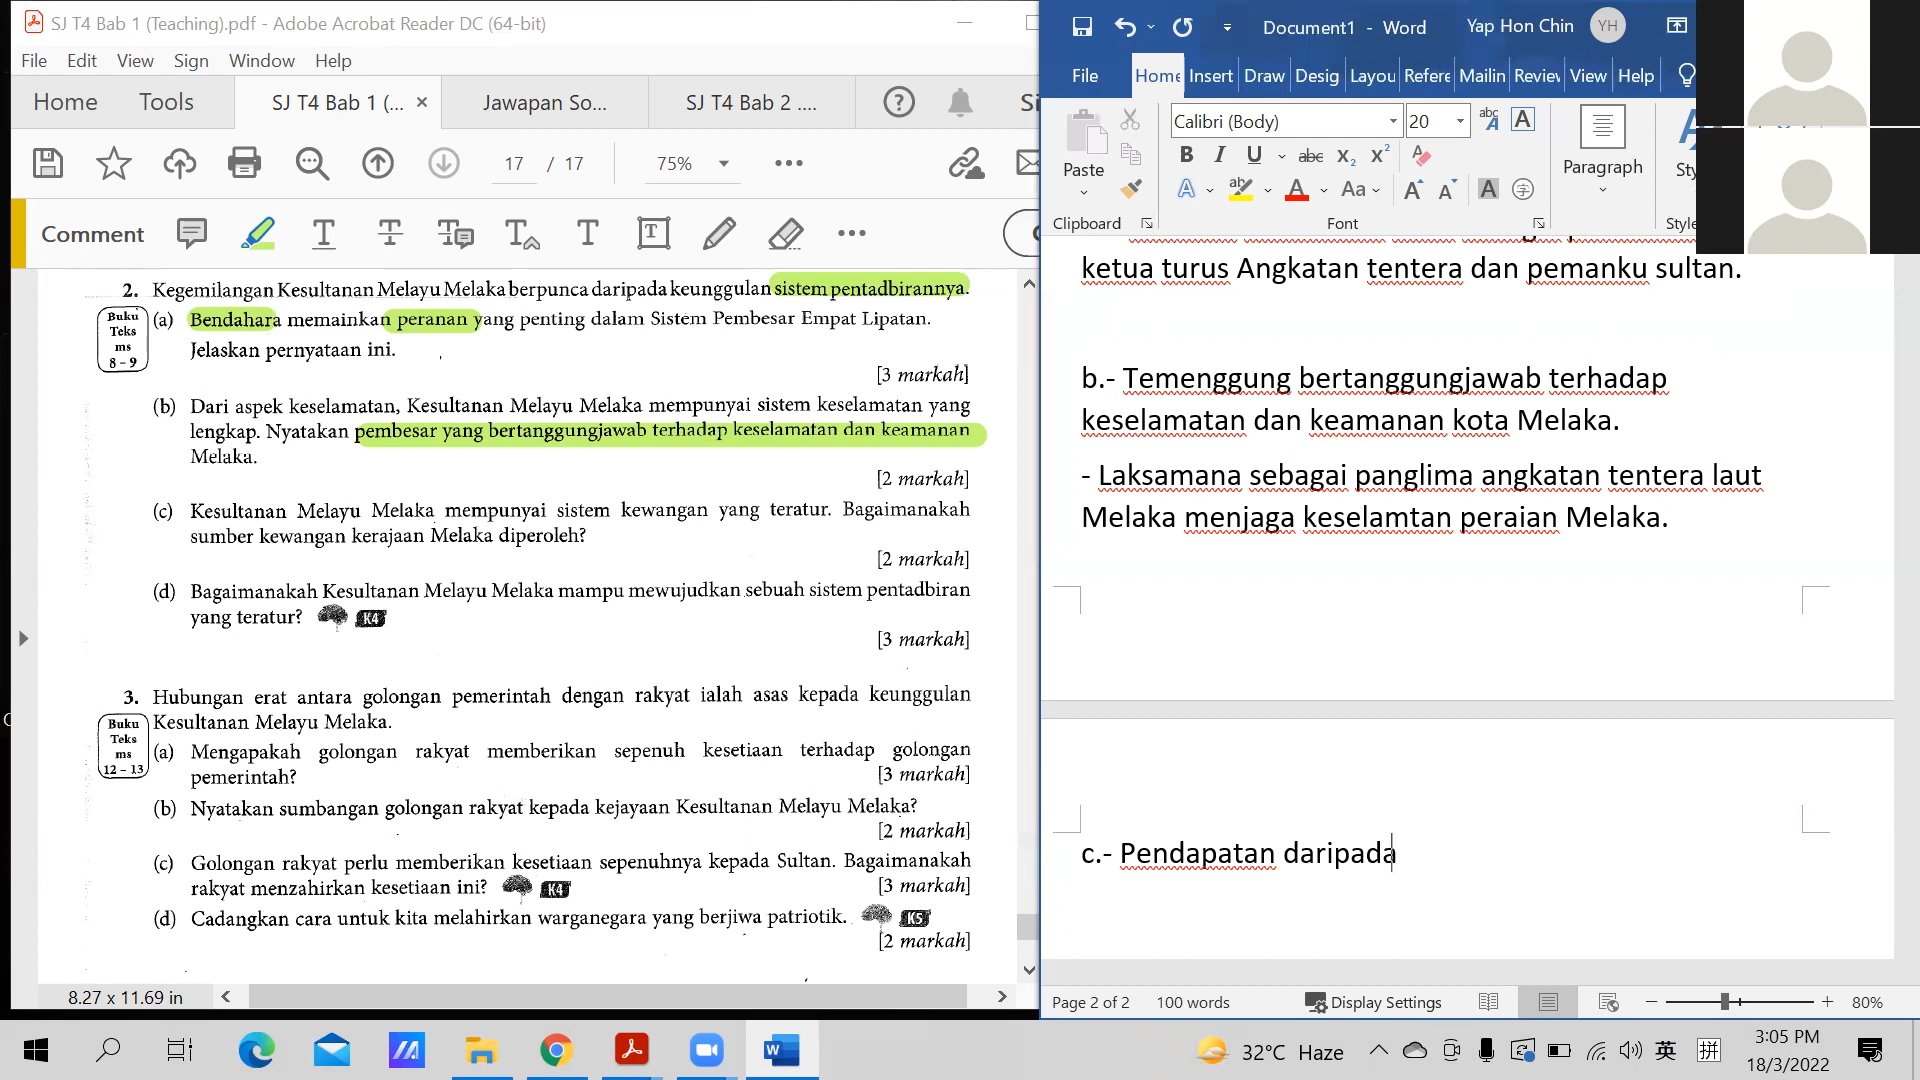 SJ T4 Bab 1 (Teaching).pdf - Adobe Acrobat Reader DC (64-bit)
File Edit View Sign Window Help
Home Tools SJ T4 Bab 1 (... × Jawapan So... SJ T4 Bab 2 ....
17 / 17 75%
Comment
2. Kegemilangan Kesultanan Melayu Melaka berpunca daripada keunggulan sistem pentadbirannya.
Buku Teks ms 8 – 9
(a) Bendahara memainkan peranan yang penting dalam Sistem Pembesar Empat Lipatan.
Jelaskan pernyataan ini.
[3 markah]
(b) Dari aspek keselamatan, Kesultanan Melayu Melaka mempunyai sistem keselamatan yang
lengkap. Nyatakan pembesar yang bertanggungjawab terhadap keselamatan dan keamanan
Melaka.
[2 markah]
(c) Kesultanan Melayu Melaka mempunyai sistem kewangan yang teratur. Bagaimanakah
sumber kewangan kerajaan Melaka diperoleh?
[2 markah]
(d) Bagaimanakah Kesultanan Melayu Melaka mampu mewujudkan sebuah sistem pentadbiran
yang teratur? K4
[3 markah]
3. Hubungan erat antara golongan pemerintah dengan rakyat ialah asas kepada keunggulan
Kesultanan Melayu Melaka.
Buku Teks ms 12 – 13
(a) Mengapakah golongan rakyat memberikan sepenuh kesetiaan terhadap golongan
pemerintah? [3 markah]
(b) Nyatakan sumbangan golongan rakyat kepada kejayaan Kesultanan Melayu Melaka?
[2 markah]
(c) Golongan rakyat perlu memberikan kesetiaan sepenuhnya kepada Sultan. Bagaimanakah
rakyat menzahirkan kesetiaan ini? K4 [3 markah]
(d) Cadangkan cara untuk kita melahirkan warganegara yang berjiwa patriotik. K5
[2 markah]
8.27 x 11.69 in
Document1 - Word Yap Hon Chin YH
File Home Insert Draw Desig Layou Refere Mailin Review View Help
Calibri (Body) 20
Paste
Paragraph
Clipboard Font Style
ketua turus Angkatan tentera dan pemanku sultan.
b.- Temenggung bertanggungjawab terhadap
keselamatan dan keamanan kota Melaka.
- Laksamana sebagai panglima angkatan tentera laut
Melaka menjaga keselamtan peraian Melaka.
c.- Pendapatan daripada
Page 2 of 2 100 words Display Settings 80%
32°C Haze 英 拼 3:05 PM
18/3/2022